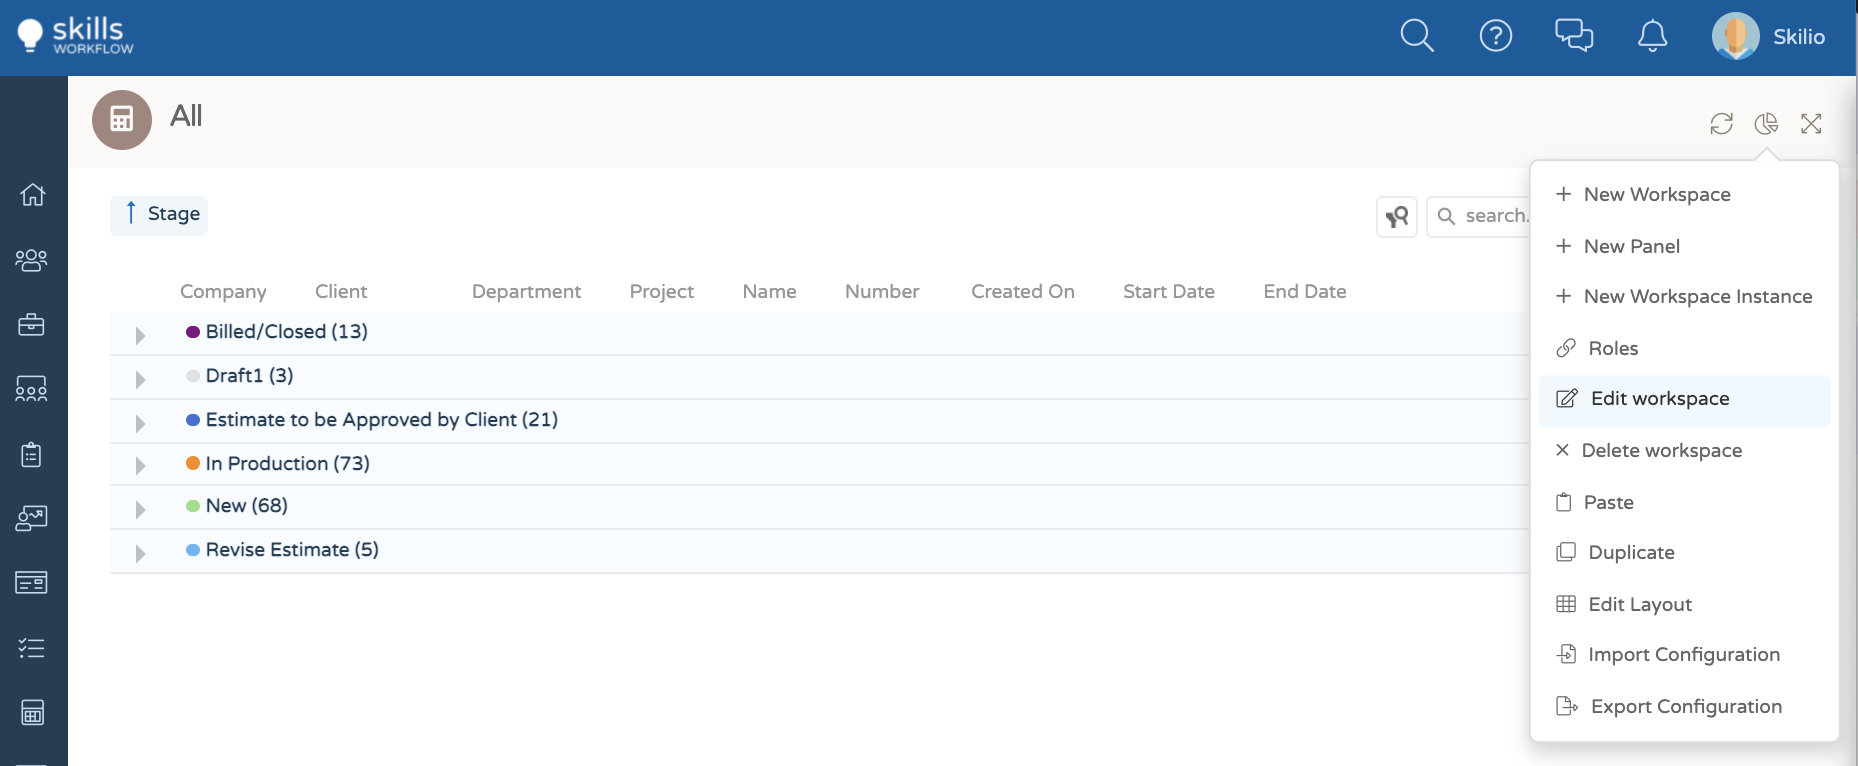 skills
WORKFLOW
Skilio
All
Stage
search.
Company Client Department Project Name Number Created On Start Date End Date
Billed/Closed (13)
Draft1 (3)
Estimate to be Approved by Client (21)
In Production (73)
New (68)
Revise Estimate (5)
New Workspace
New Panel
New Workspace Instance
Roles
Edit workspace
Delete workspace
Paste
Duplicate
Edit Layout
Import Configuration
Export Configuration